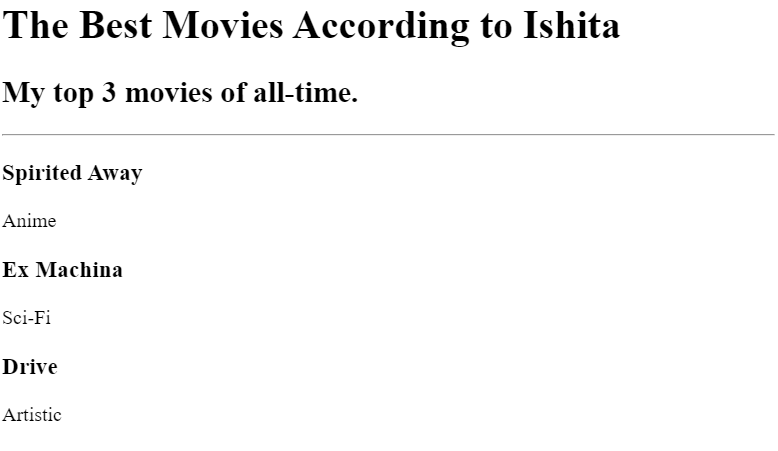 The Best Movies According to Ishita
My top 3 movies of all-time.
Spirited Away
Anime
Ex Machina
Sci-Fi
Drive
Artistic